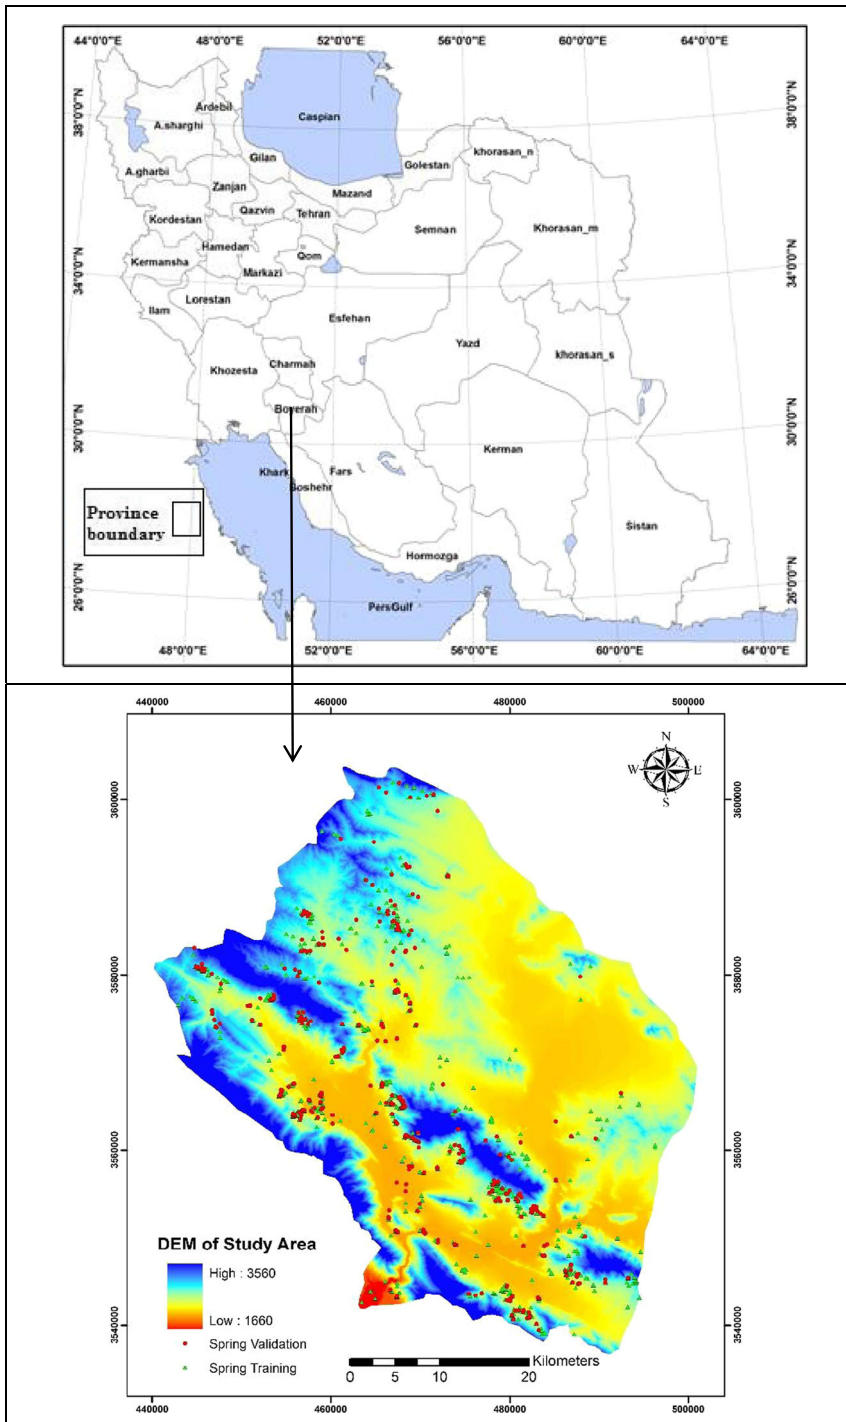 44°0'0"E 48°0'0"E 52°0'0"E 56°0'0"E 60°0'0"E 64°0'0"E
38°0'0"N 38°0'0"N
Ardebil
Caspian
A.sharghi
khorasan_n
Gilan
Golestan
A.gharbi
Zanjan
Mazand
Qazvin
Tehran
Kordestan
Semnan
Khorasan_m
Hamedan
Qom
Kermansha
Markazi
34°0'0"N 34°0'0"N
Lorestan
Ilam
Esfehan
Yazd
khorasan_s
Charmah
Khozesta
Boyerah
30°0'0"N 30°0'0"N
Kerman
Khark
Fars
Boshehr
Province
boundary
Sistan
Hormozga
26°0'0"N 26°0'0"N
PersGulf
48°0'0"E 52°0'0"E 56°0'0"E 60°0'0"E 64°0'0"E
440000 460000 480000 500000
N
W E
S
3600000 3600000
3580000 3580000
3560000 3560000
DEM of Study Area
High : 3560
Low : 1660
3540000 3540000
Spring Validation
Spring Training
Kilometers
0 5 10 20
440000 460000 480000 500000